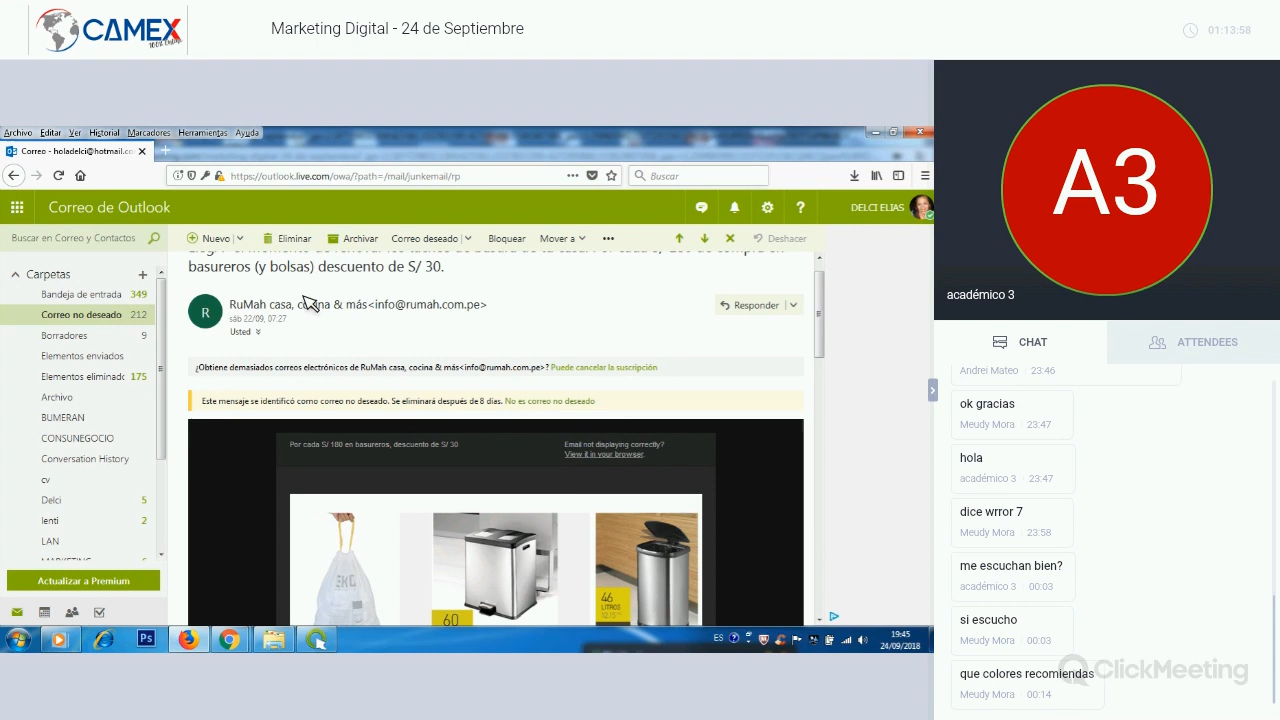 CAMEX
100% Online
Marketing Digital - 24 de Septiembre
01:13:58
Archivo Editar Ver Historial Marcadores Herramientas Ayuda
Correo - holadelci@hotmail.co
https://outlook.live.com/owa/?path=/mail/junkemail/rp
Buscar
Correo de Outlook
DELCI ELIAS
Buscar en Correo y Contactos
Nuevo Eliminar Archivar Correo deseado Bloquear Mover a Deshacer
basureros (y bolsas) descuento de S/ 30.
Carpetas
Bandeja de entrada 349
Correo no deseado 212
Borradores 9
Elementos enviados
Elementos eliminado 175
Archivo
BUMERAN
CONSUNEGOCIO
Conversation History
cv
Delci 5
lenti 2
LAN
Actualizar a Premium
R
RuMah casa, cocina & más<info@rumah.com.pe>
sáb 22/09, 07:27
Usted
Responder
¿Obtiene demasiados correos electrónicos de RuMah casa, cocina & más<info@rumah.com.pe>? Puede cancelar la suscripción
Este mensaje se identificó como correo no deseado. Se eliminará después de 8 días. No es correo no deseado
Por cada S/ 180 en basureros, descuento de S/ 30
Email not displaying correctly?
View it in your browser.
EKO
60
46
LITROS
Ps
ES
19:45
24/09/2018
A3
académico 3
CHAT
ATTENDEES
Andrei Mateo 23:46
ok gracias
Meudy Mora 23:47
hola
académico 3 23:47
dice wrror 7
Meudy Mora 23:58
me escuchan bien?
académico 3 00:03
si escucho
Meudy Mora 00:03
que colores recomiendas
Meudy Mora 00:14
ClickMeeting